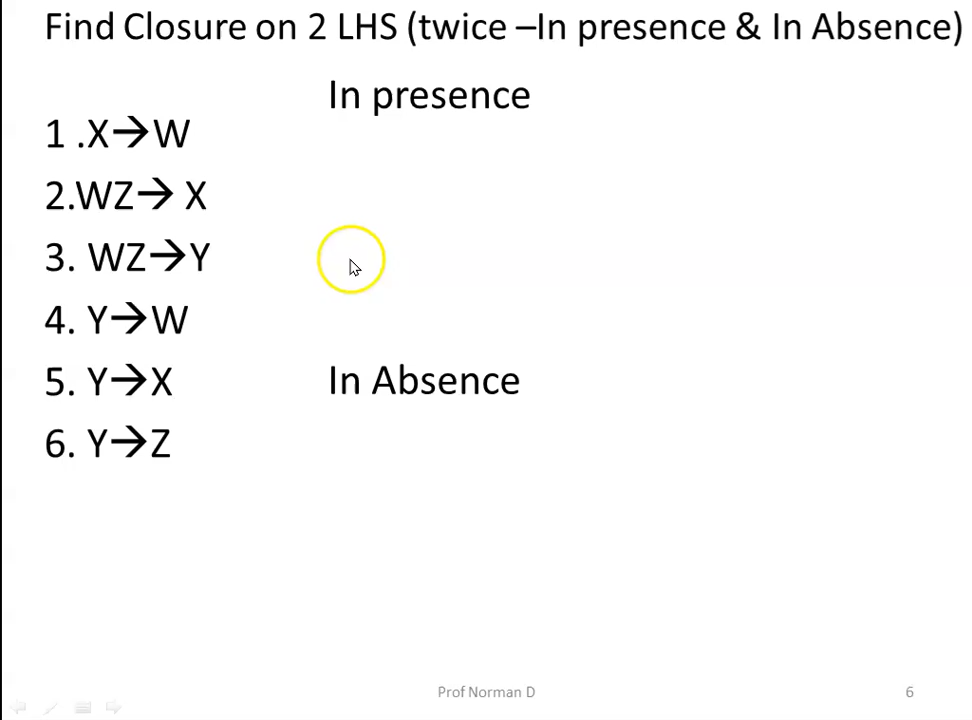 Find Closure on 2 LHS (twice –In presence & In Absence)
In presence
1 .X→W
2.WZ→ X
3. WZ→Y
4. Y→W
5. Y→X
In Absence
6. Y→Z
Prof Norman D
6